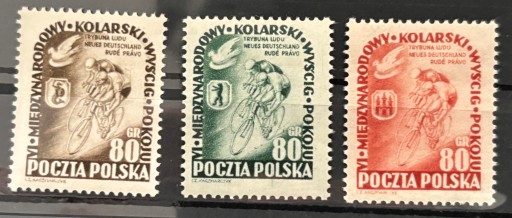 VI•MIĘDZYNARODOWY•KOLARSKI•WYŚCIG•POKOJU
TRYBUNA LUDU
NEUES DEUTSCHLAND
RUDÉ PRÁVO
80 GR
POCZTA POLSKA
VI•MIĘDZYNARODOWY•KOLARSKI•WYŚCIG•POKOJU
TRYBUNA LUDU
NEUES DEUTSCHLAND
RUDÉ PRÁVO
80 GR
POCZTA POLSKA
VI•MIĘDZYNARODOWY•KOLARSKI•WYŚCIG•POKOJU
TRYBUNA LUDU
NEUES DEUTSCHLAND
RUDÉ PRÁVO
80 GR
POCZTA POLSKA